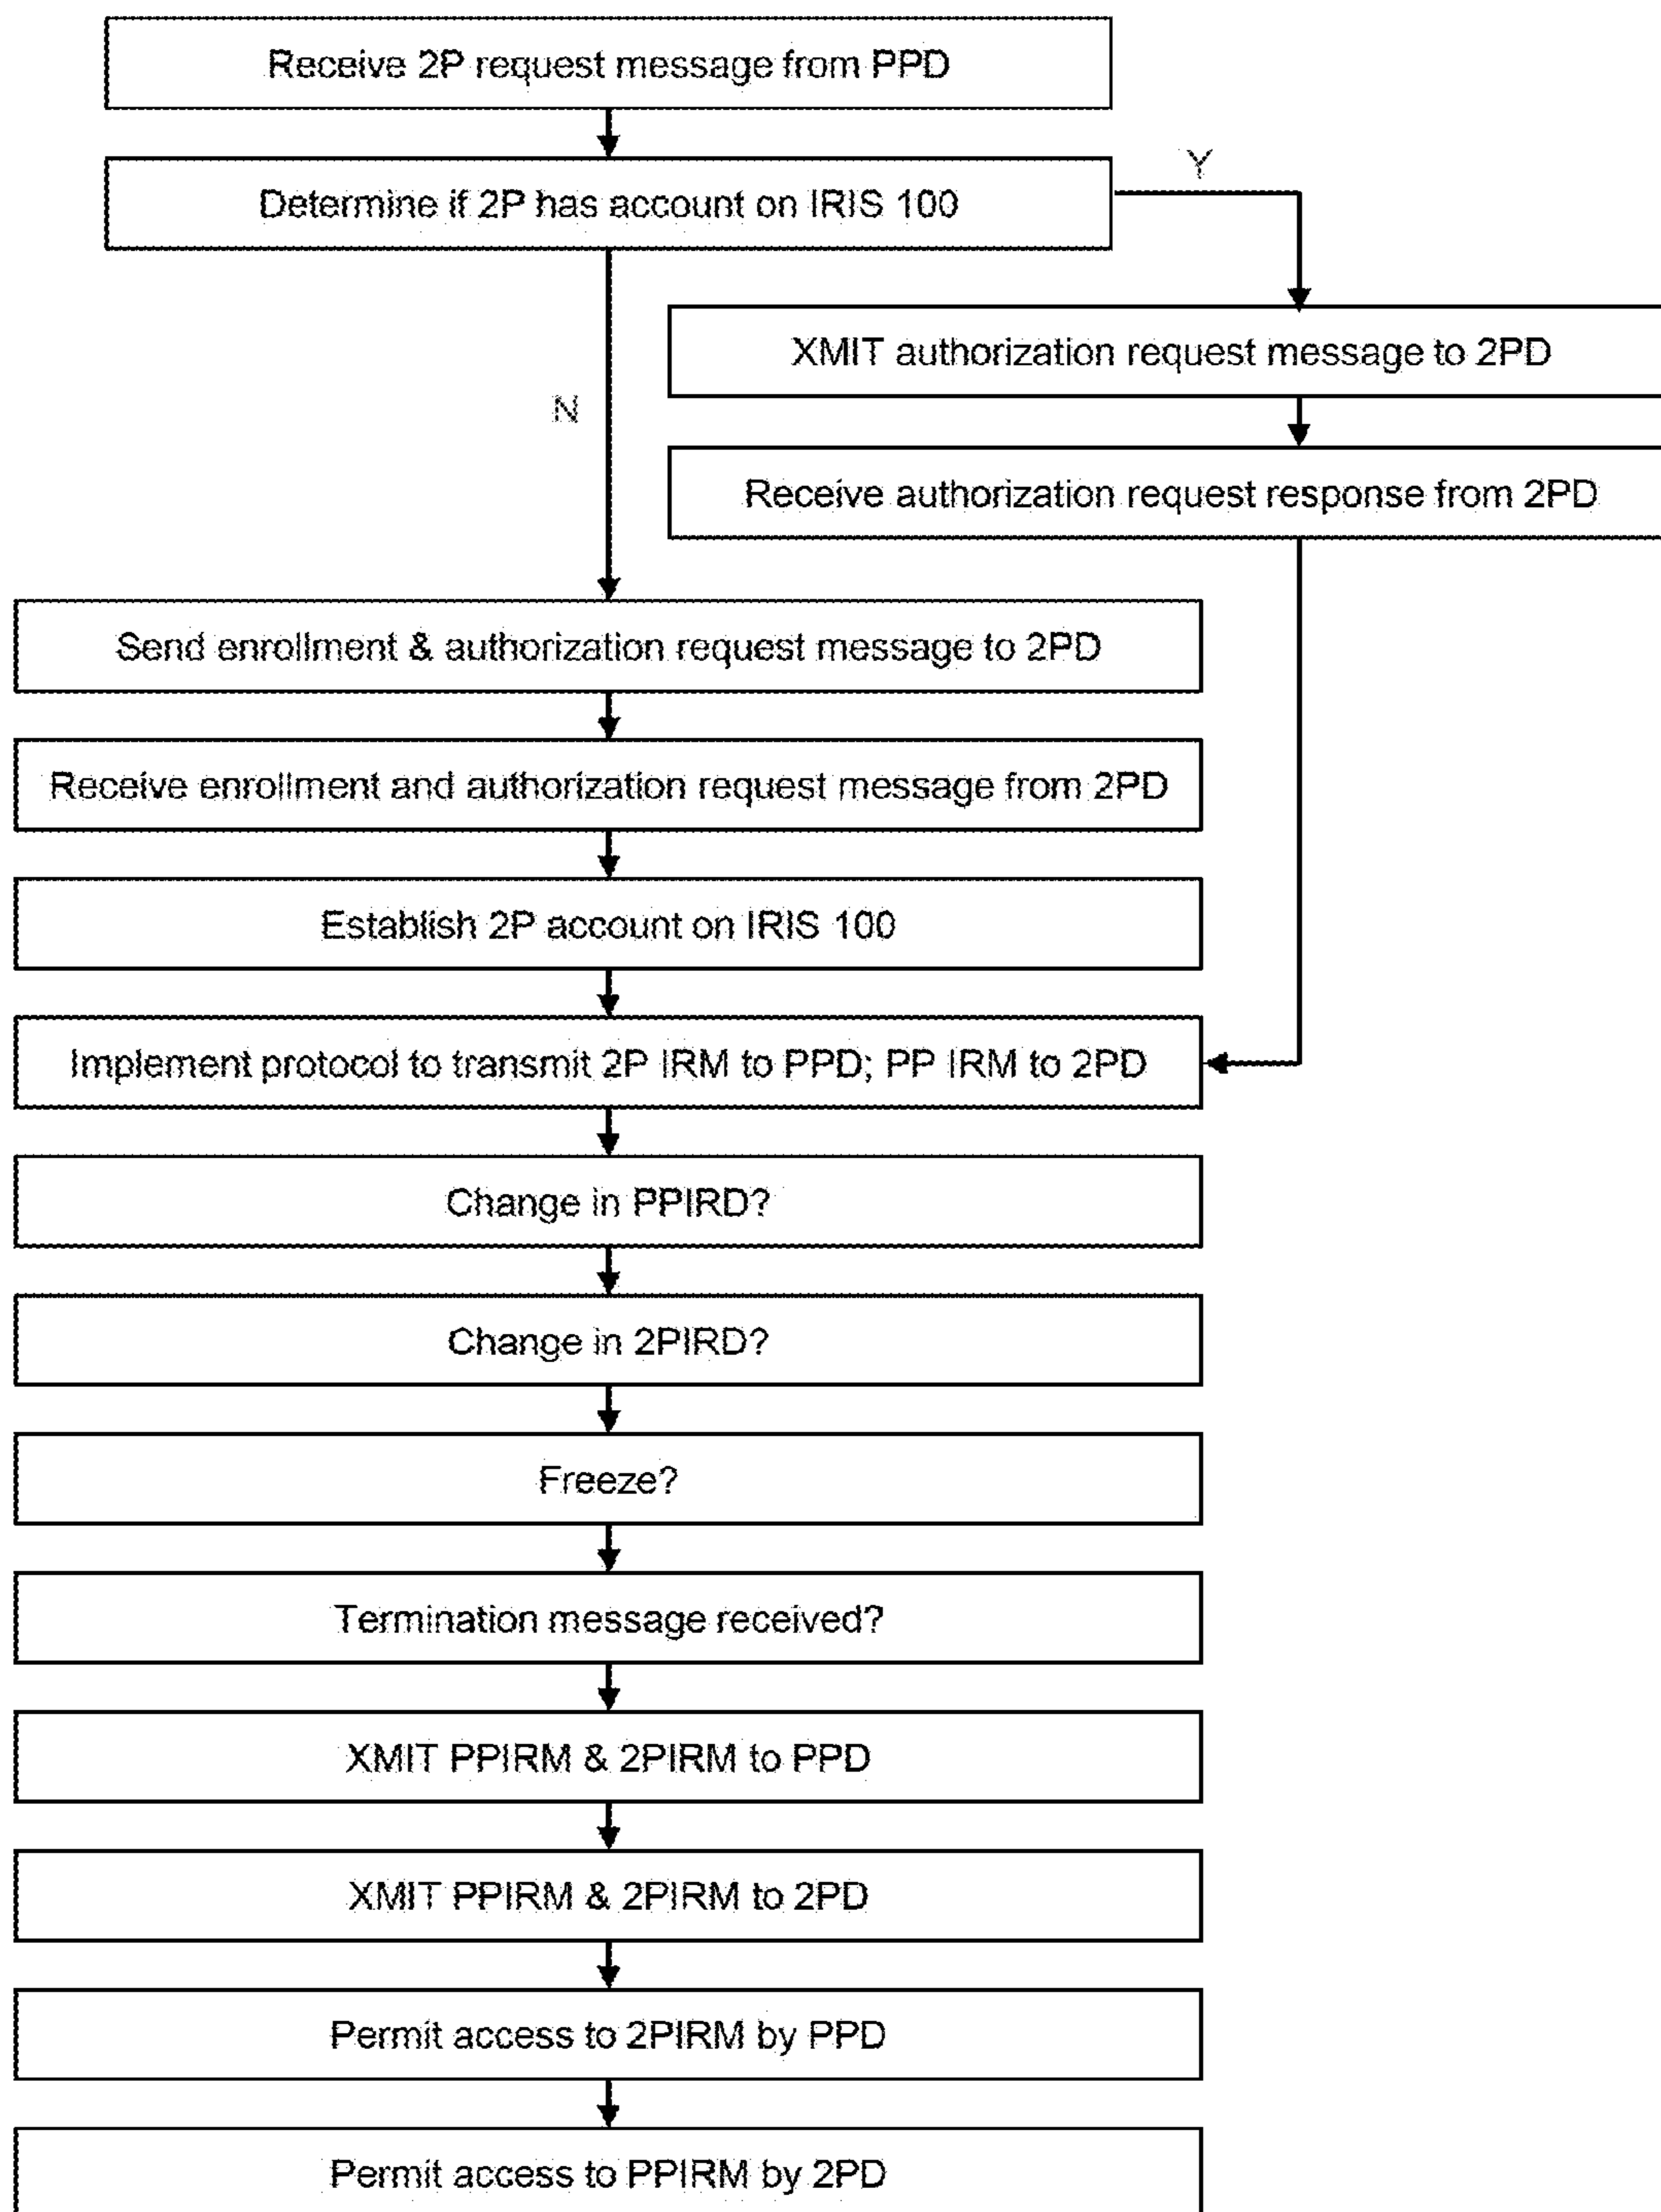 Receive 2P request message from PPD
Y
Determine if 2P has account on IRIS 100
XMIT authorization request message to 2PD
N
Receive authorization request response from 2PD
Send enrollment & authorization request message to 2PD
Receive enrollment and authorization request message from 2PD
Establish 2P account on IRIS 100
Implement protocol to transmit 2P IRM to PPD; PP IRM to 2PD
Change in PPIRD?
Change in 2PIRD?
Freeze?
Termination message received?
XMIT PPIRM & 2PIRM to PPD
XMIT PPIRM & 2PIRM to 2PD
Permit access to 2PIRM by PPD
Permit access to PPIRM by 2PD